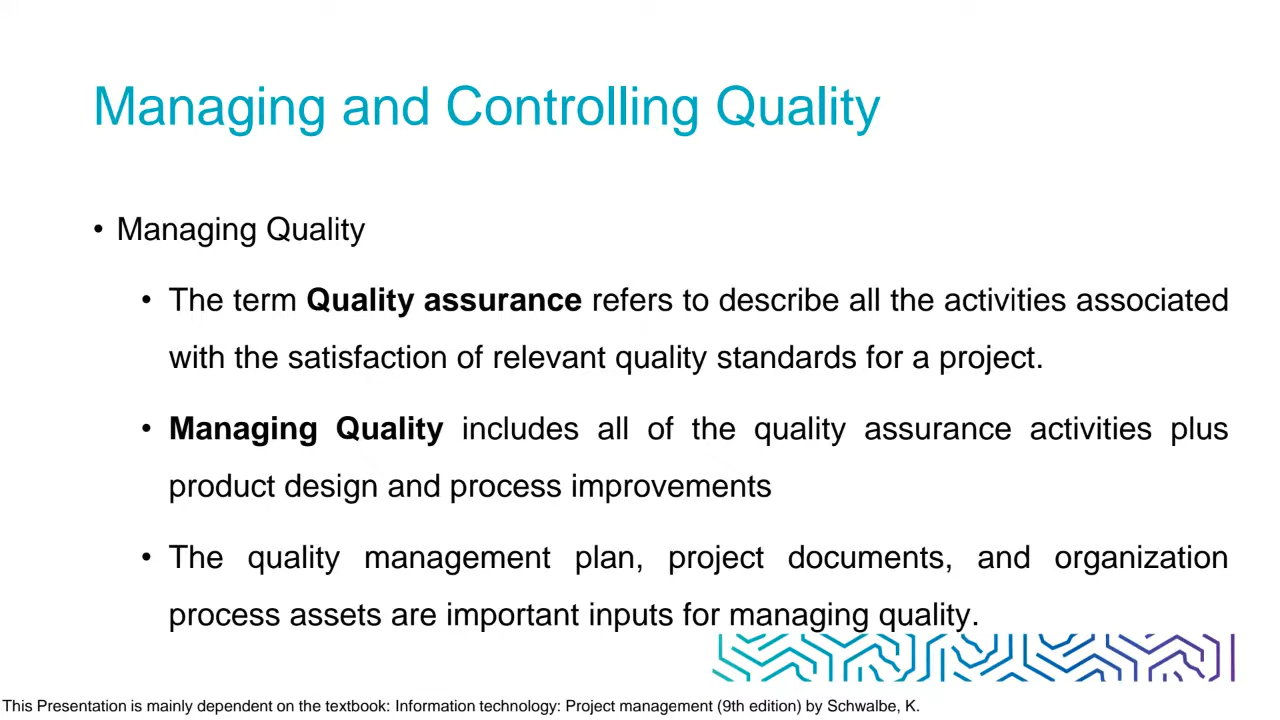 Managing and Controlling Quality
• Managing Quality
• The term Quality assurance refers to describe all the activities associated
with the satisfaction of relevant quality standards for a project.
• Managing Quality includes all of the quality assurance activities plus
product design and process improvements
• The quality management plan, project documents, and organization
process assets are important inputs for managing quality.
This Presentation is mainly dependent on the textbook: Information technology: Project management (9th edition) by Schwalbe, K.